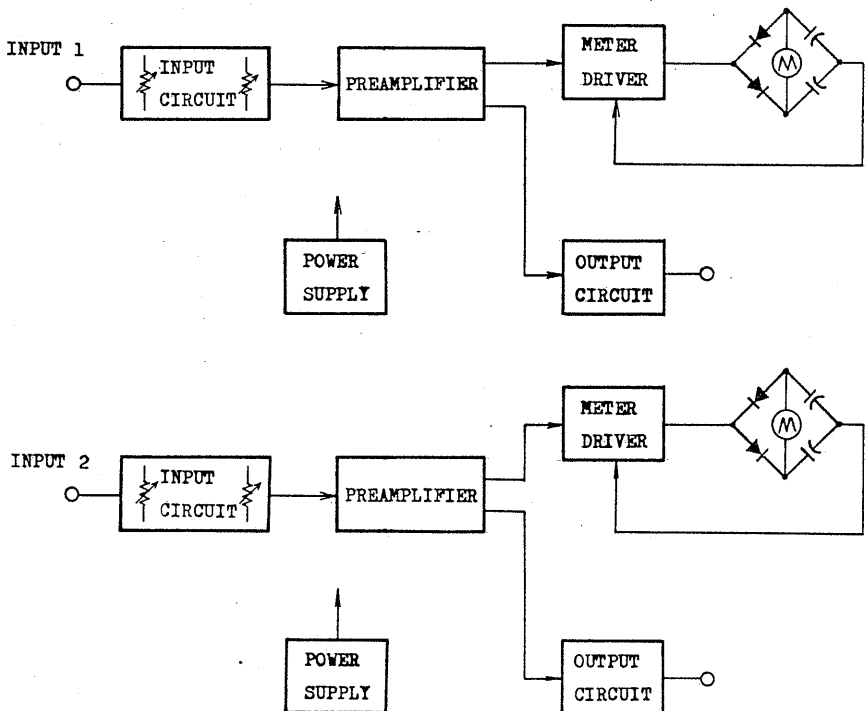 INPUT 1
INPUT
CIRCUIT
PREAMPLIFIER
METER
DRIVER
M
POWER
SUPPLY
OUTPUT
CIRCUIT
INPUT 2
INPUT
CIRCUIT
PREAMPLIFIER
METER
DRIVER
M
POWER
SUPPLY
OUTPUT
CIRCUIT